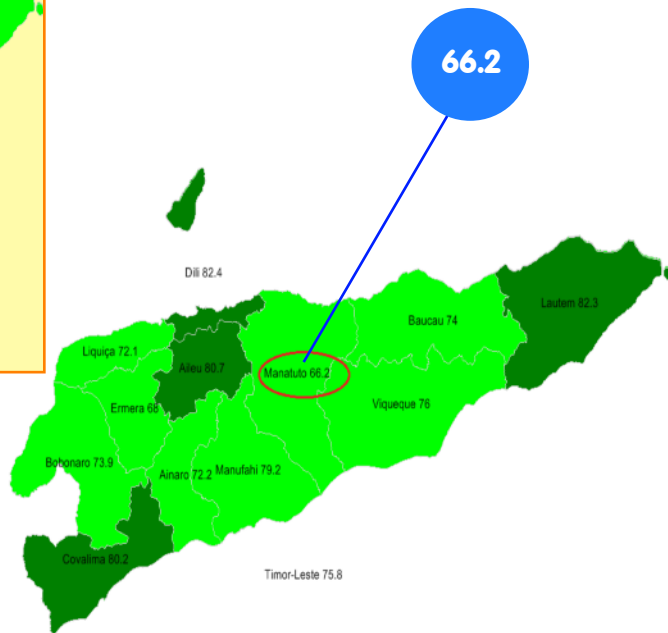 66.2
Dili 82.4
Lautem 82.3
Baucau 74
Liquiça 72.1
Aileu 80.7
Manatuto 66.2
Ermera 68
Viqueque 76
Bobonaro 73.9
Ainaro 72.2
Manufahi 79.2
Covalima 80.2
Timor-Leste 75.8